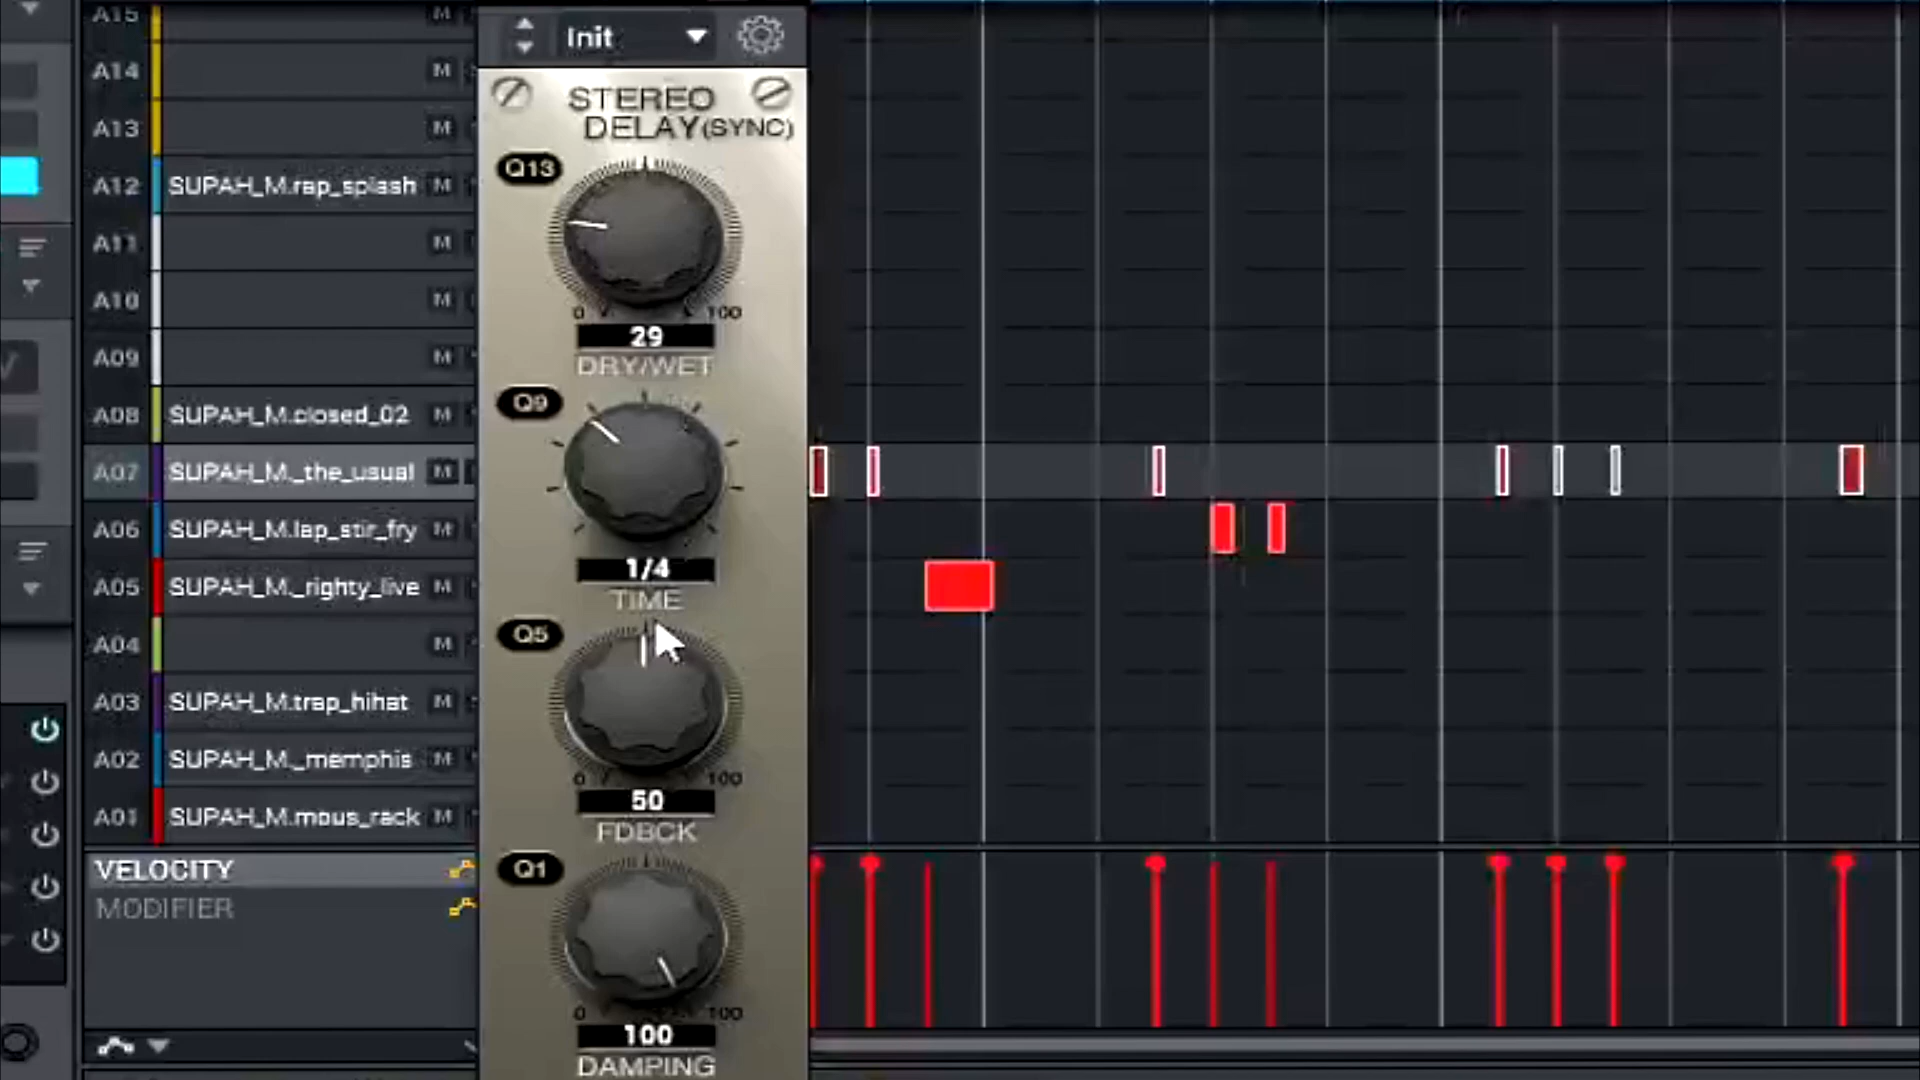 A15 M
A14 M
A13 M
A12 SUPAH_M.rap_splash M
A11 M
A10 M
A09 M
A08 SUPAH_M.closed_02 M
A07 SUPAH_M._the_usual M
A06 SUPAH_M.lap_stir_fry M
A05 SUPAH_M._righty_live M
A04 M
A03 SUPAH_M.trap_hihat M
A02 SUPAH_M._memphis M
A01 SUPAH_M.mous_rack M
VELOCITY
MODIFIER
Init
STEREO
DELAY(SYNC)
Q13
0 100
29
DRY/WET
Q9
1/4
TIME
Q5
0 100
50
FDBCK
Q1
0 100
100
DAMPING